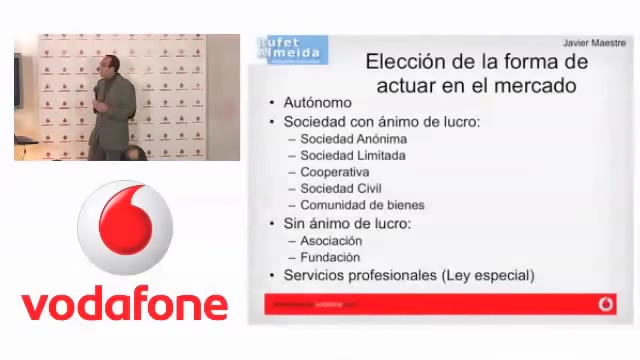 Bufet
Almeida
Javier Maestre
Elección de la forma de
actuar en el mercado
• Autónomo
• Sociedad con ánimo de lucro:
– Sociedad Anónima
– Sociedad Limitada
– Cooperativa
– Sociedad Civil
– Comunidad de bienes
• Sin ánimo de lucro:
– Asociación
– Fundación
• Servicios profesionales (Ley especial)
vodafone